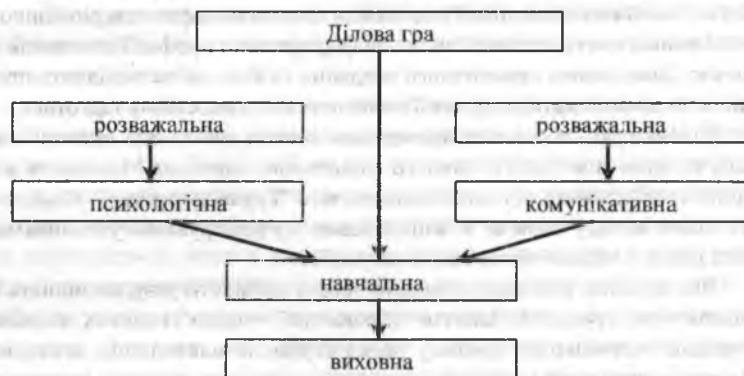 Ділова гра
розважальна
розважальна
психологічна
комунікативна
навчальна
виховна